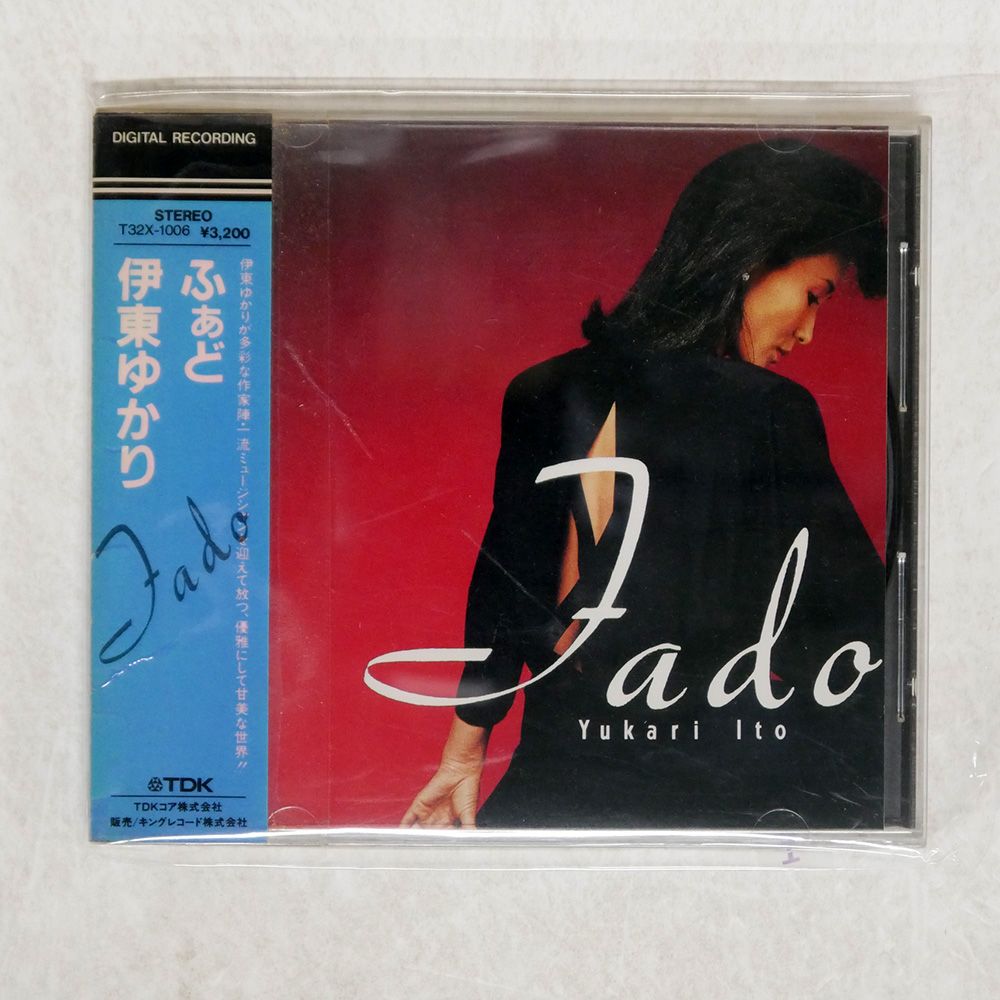 DIGITAL RECORDING
STEREO
T32X-1006 ¥3,200
伊東ゆかりが多彩な作家陣・一流ミュージシャンを迎えて放つ、優雅にして甘美な世界!!
ふぁど
伊東ゆかり
Fado
TDK
TDKコア株式会社
販売/キングレコード株式会社
Fado
Yukari Ito